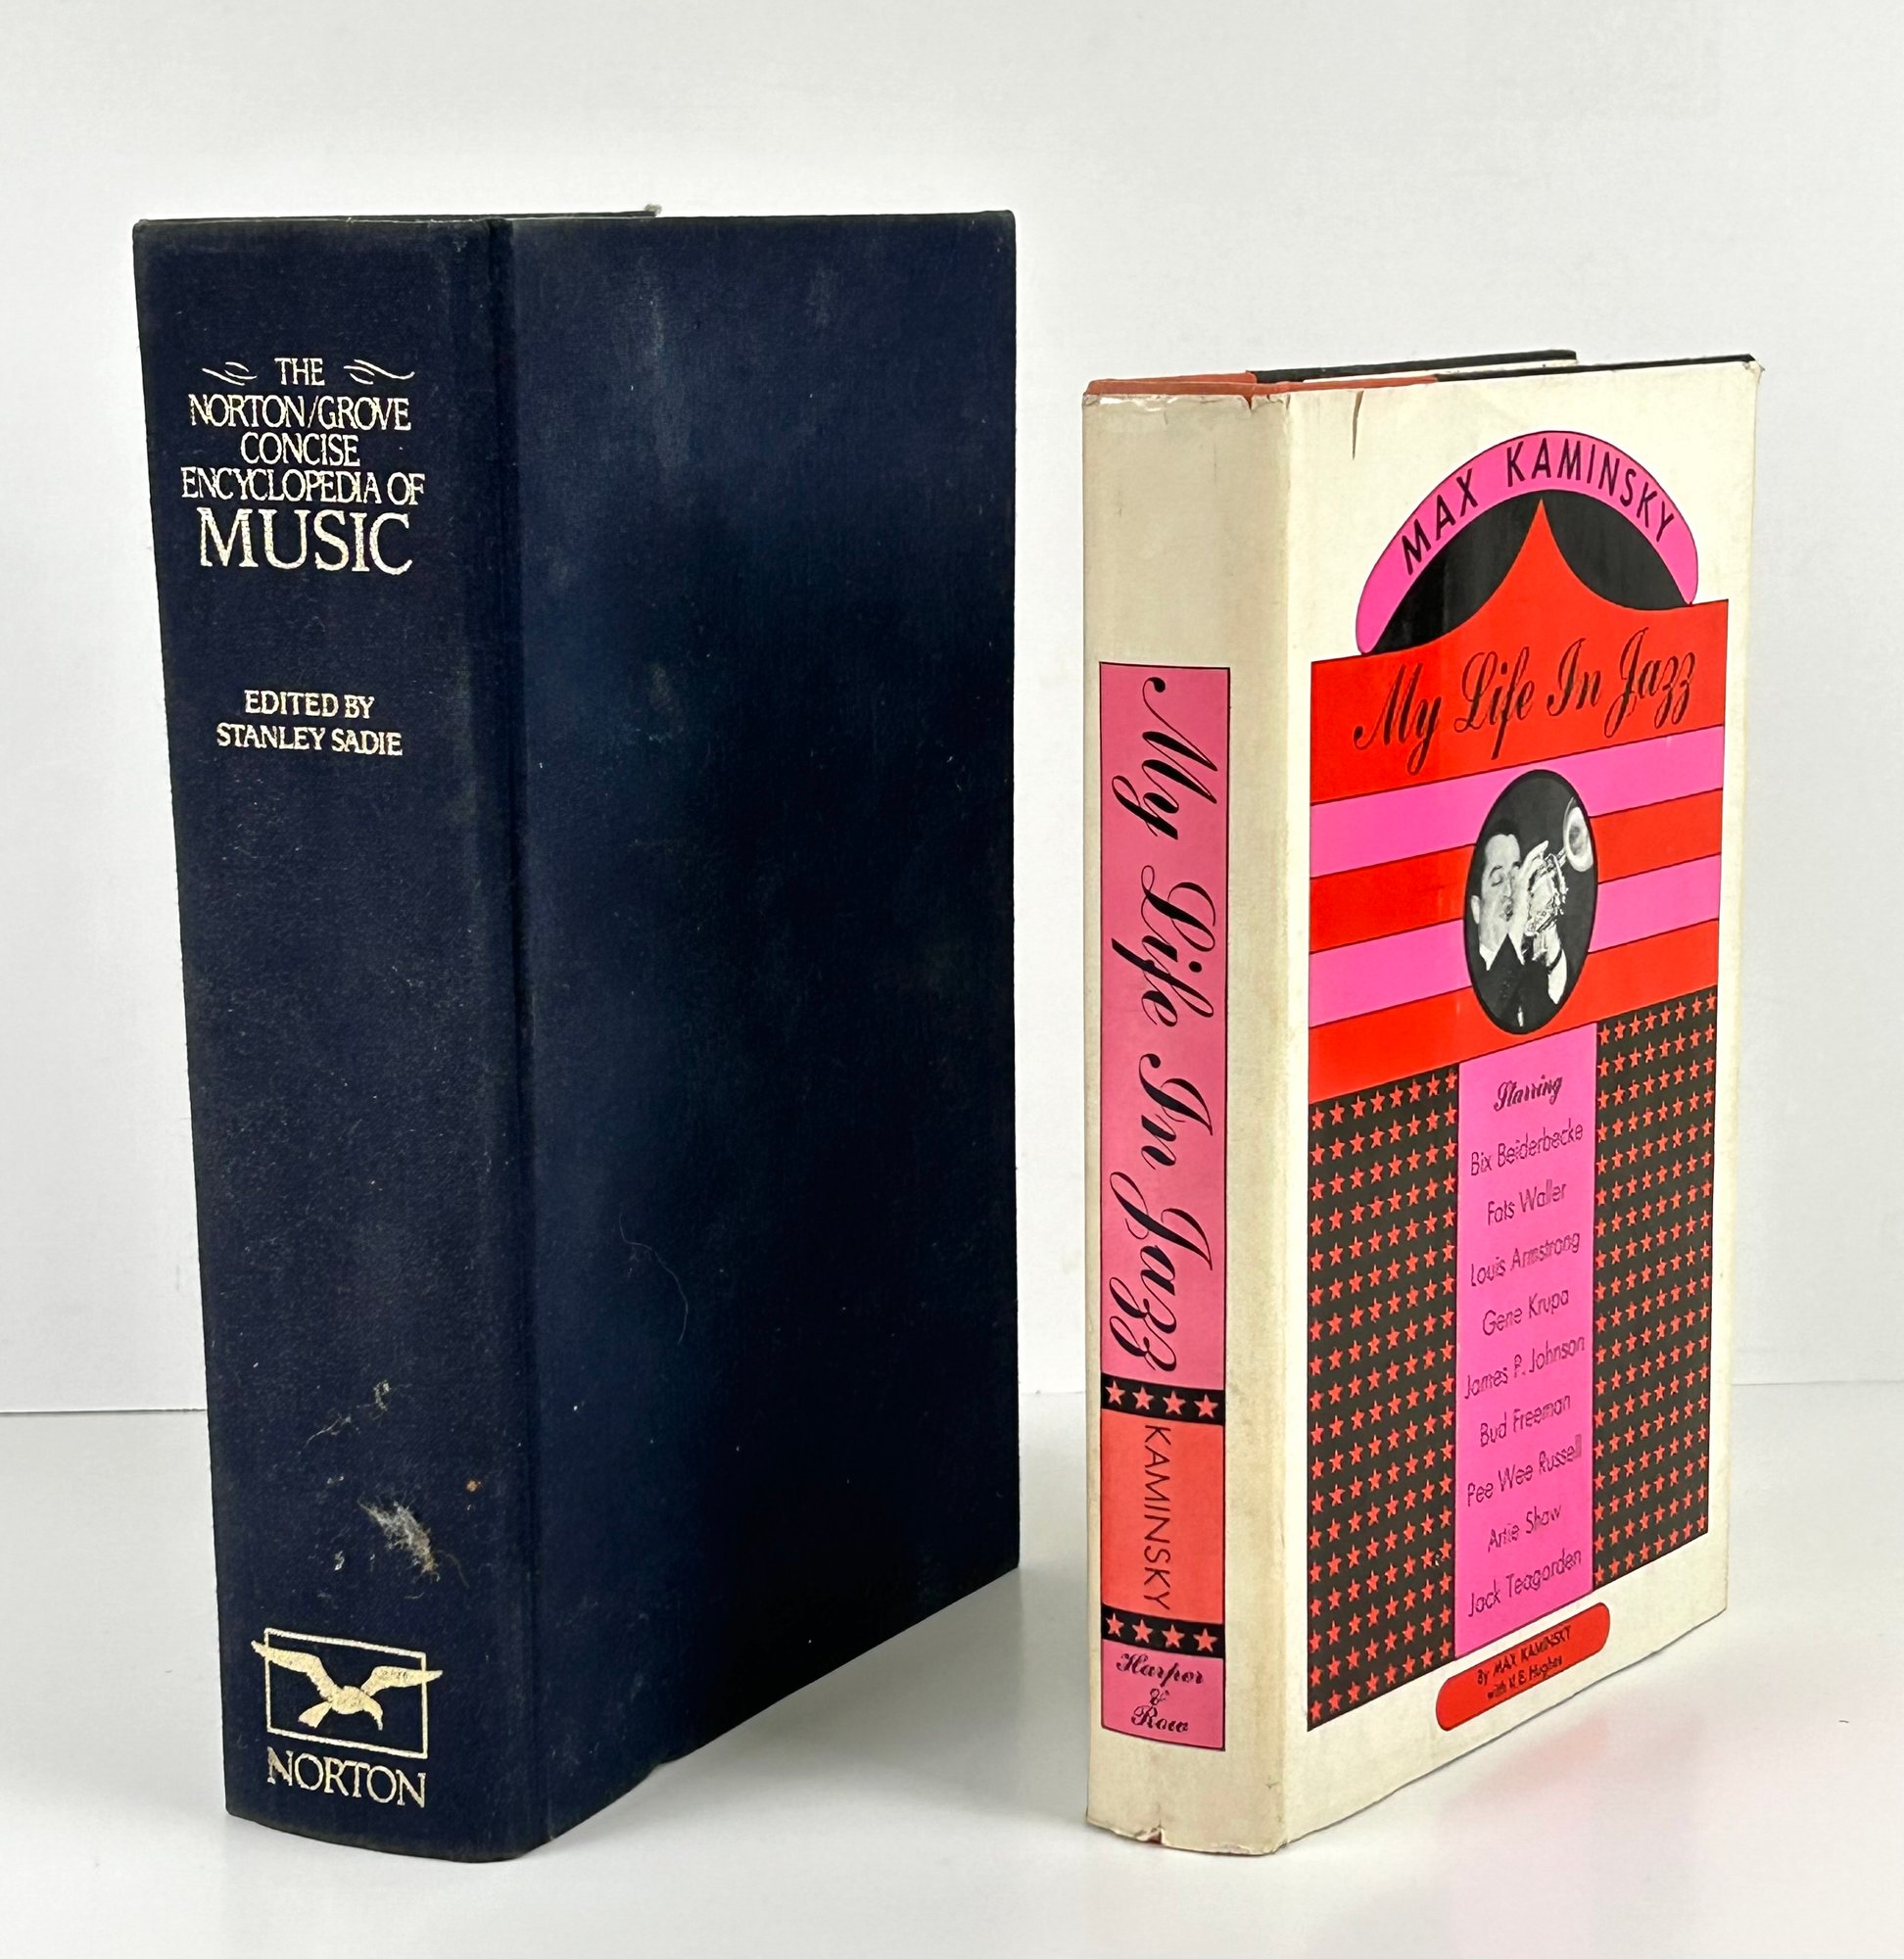 THE
NORTON/GROVE
CONCISE
ENCYCLOPEDIA OF
MUSIC
EDITED BY
STANLEY SADIE
NORTON
My Life In Jazz
KAMINSKY
Harper
&
Row
MAX KAMINSKY
My Life In Jazz
Starring
Bix Beiderbecke
Fats Waller
Louis Armstrong
Gene Krupa
James P. Johnson
Bud Freeman
Pee Wee Russell
Artie Shaw
Jack Teagarden
By MAX KAMINSKY
with V. E. Hughes